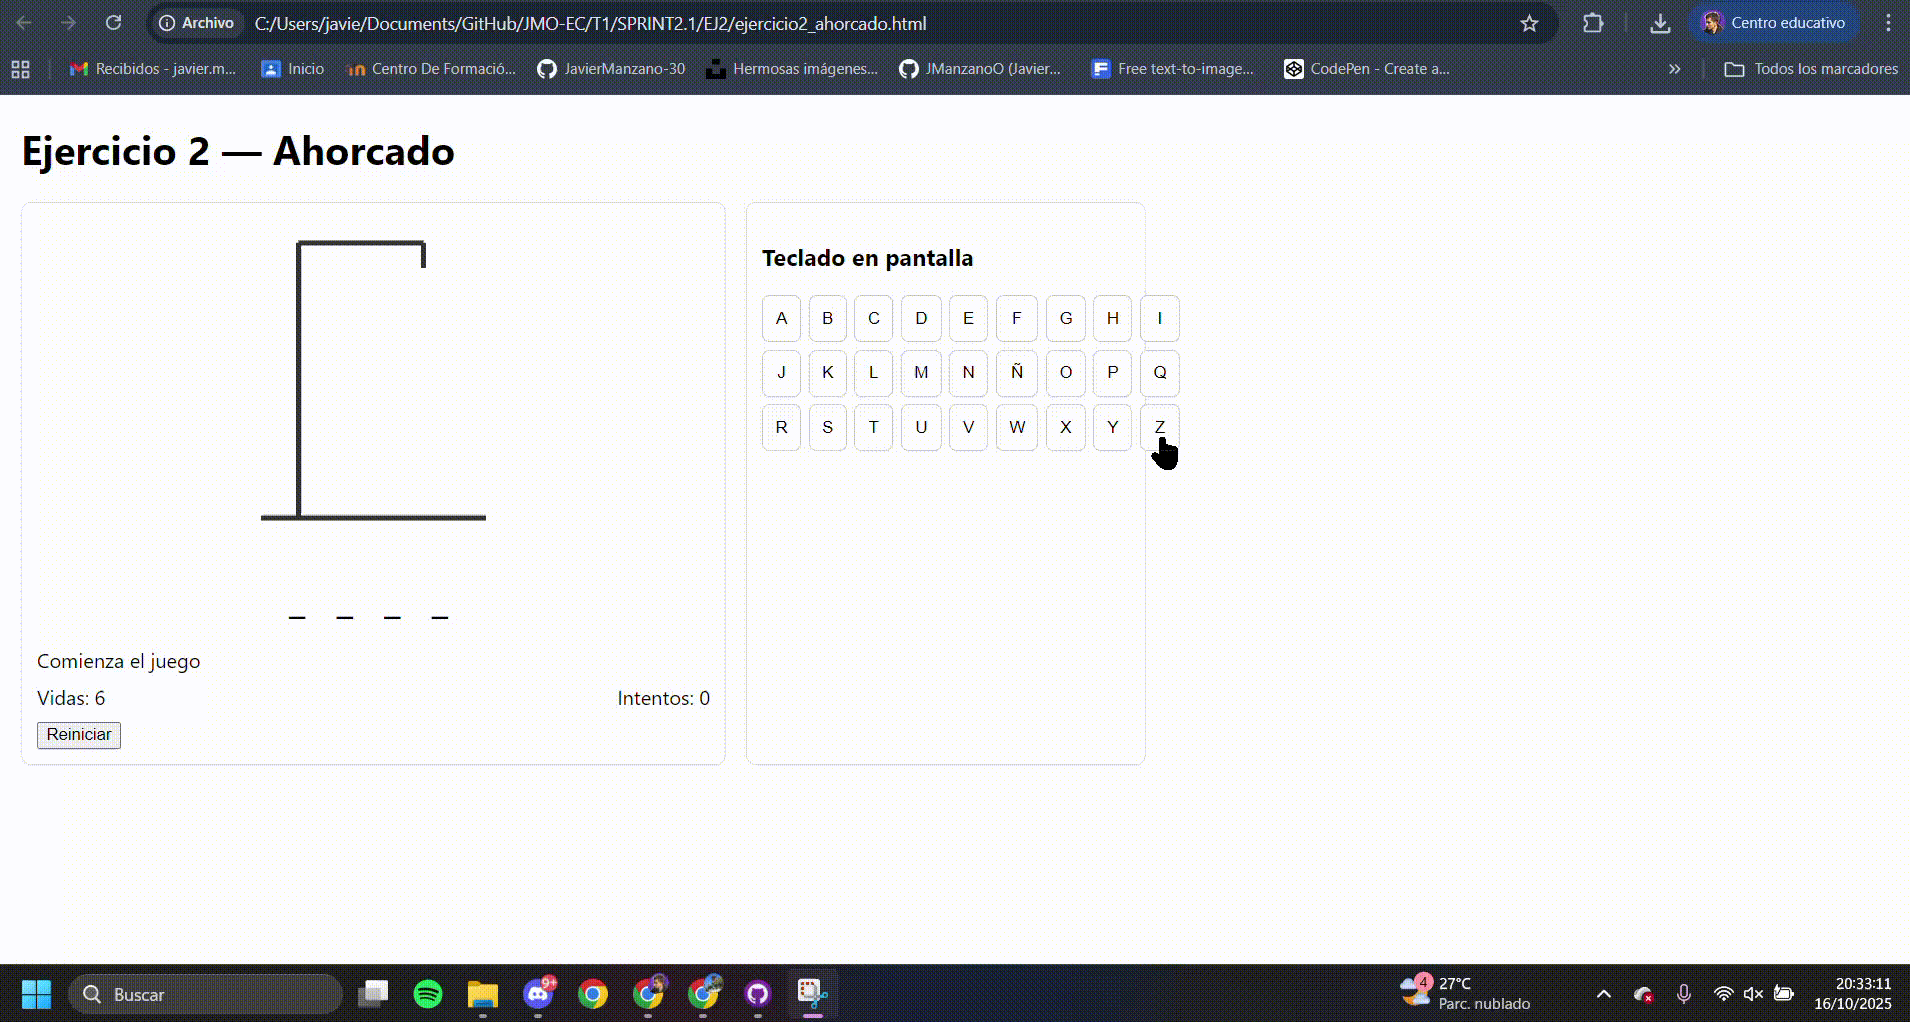 Archivo C:/Users/javie/Documents/GitHub/JMO-EC/T1/SPRINT2.1/EJ2/ejercicio2_ahorcado.html Centro educativo
Recibidos - javier.m... Inicio Centro De Formació... JavierManzano-30 Hermosas imágenes... JManzanoO (Javier... Free text-to-image... CodePen - Create a... » Todos los marcadores
Ejercicio 2 — Ahorcado
Teclado en pantalla
A B C D E F G H I
J K L M N Ñ O P Q
R S T U V W X Y Z
_ _ _ _
Comienza el juego
Vidas: 6 Intentos: 0
Reiniciar
Buscar
9+
4
27°C
Parc. nublado
20:33:11
16/10/2025